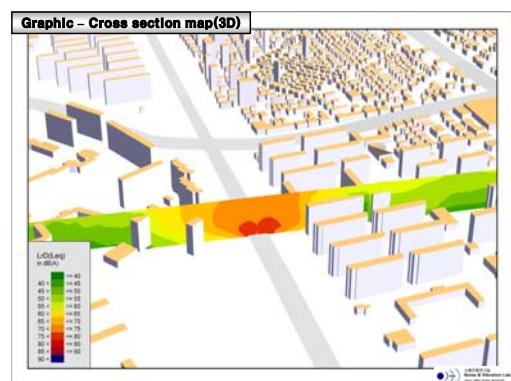 Graphic – Cross section map(3D)
LrD(Leq)
in dB(A)
<= 40
40 < <= 45
45 < <= 50
50 < <= 55
55 < <= 60
60 < <= 65
65 < <= 70
70 < <= 75
75 < <= 80
80 < <= 85
85 < <= 90
90 <
Noise & Vibration Lab.